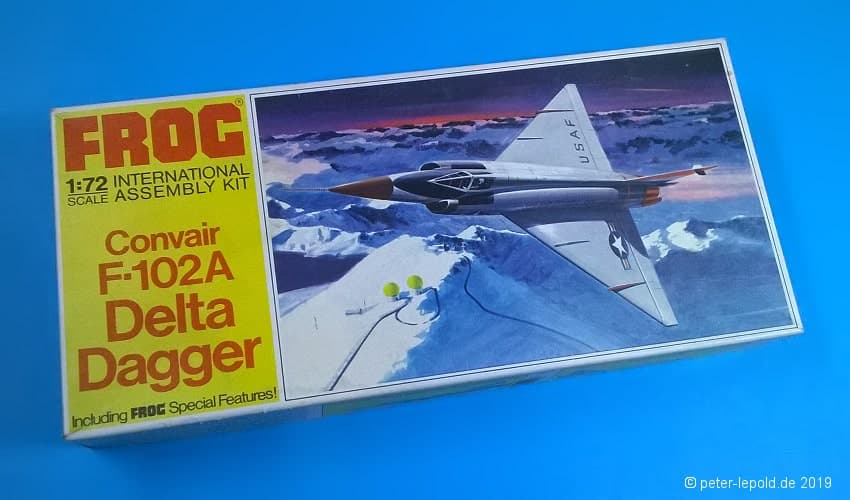 FROG®
1:72 SCALE INTERNATIONAL
ASSEMBLY KIT
Convair
F-102A
Delta
Dagger
Including FROG Special Features!
USAF
© peter-lepold.de 2019